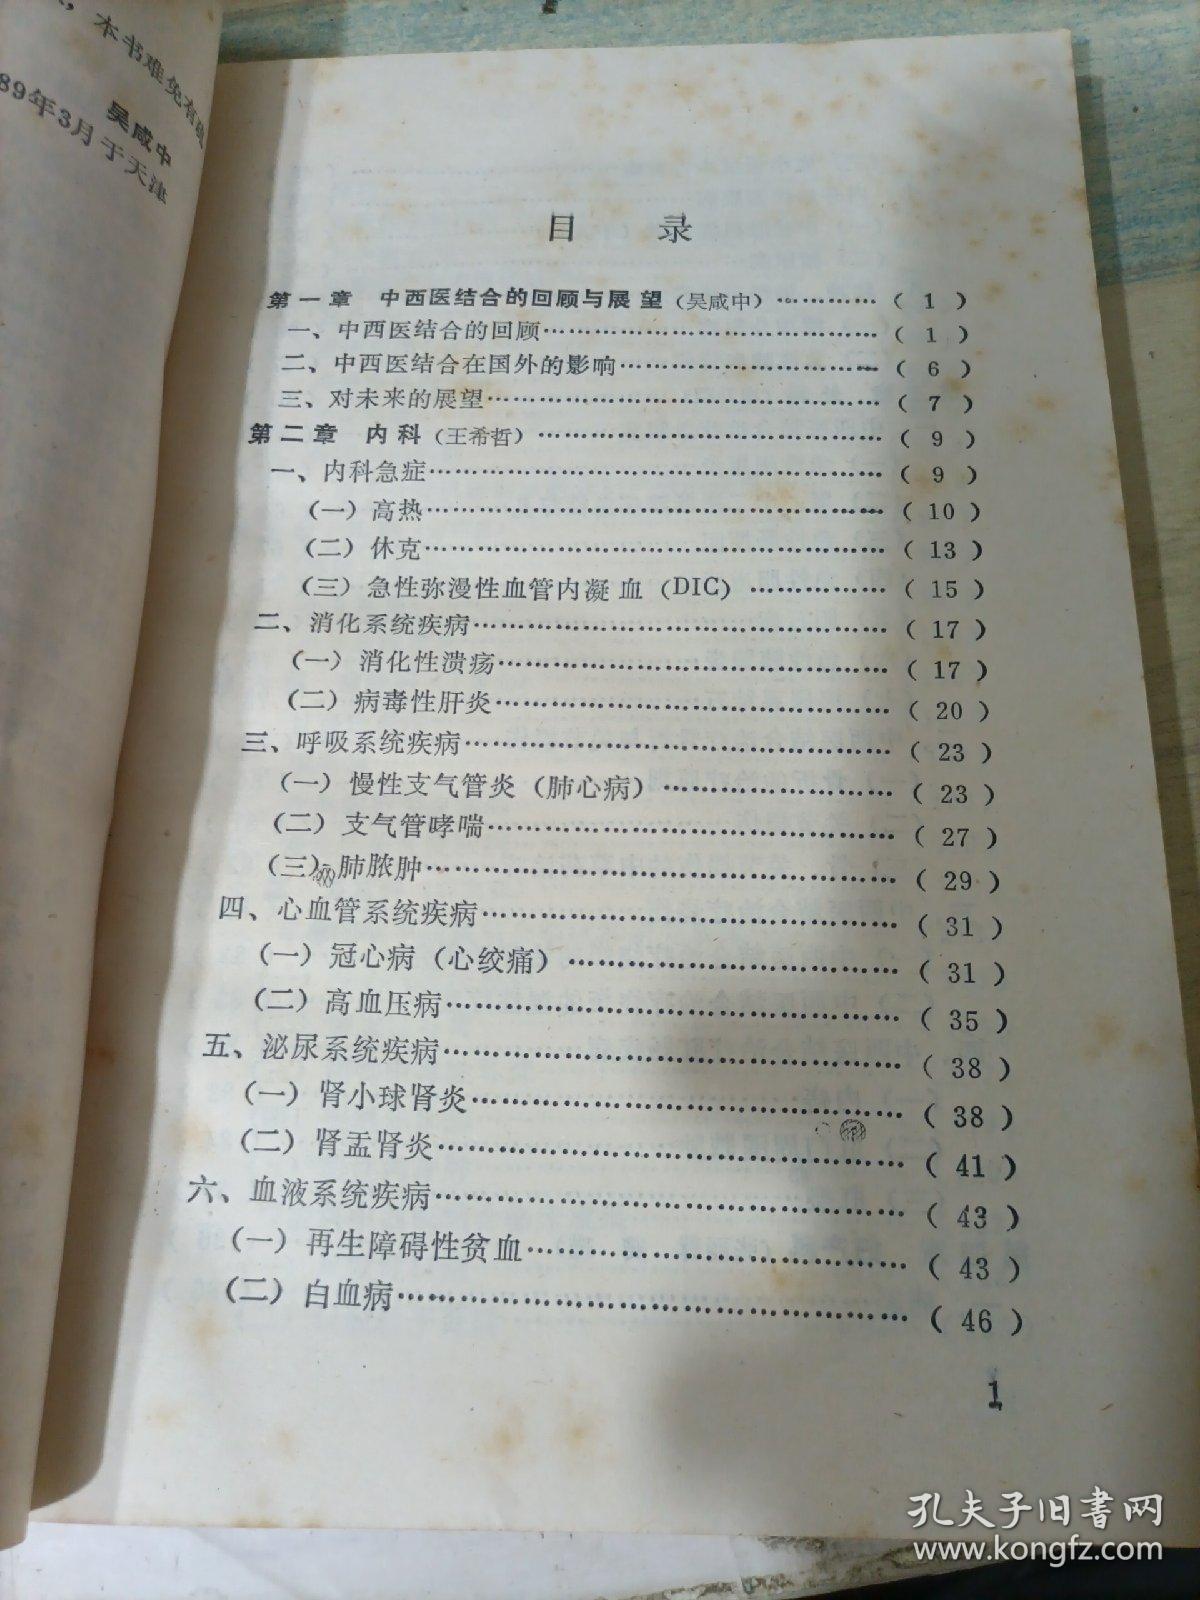 本书难免有
吴咸中
89年3月于天津
目 录
第一章 中西医结合的回顾与展望（吴咸中）…………（ 1 ）
一、中西医结合的回顾……………………………………（ 1 ）
二、中西医结合在国外的影响……………………………（ 6 ）
三、对未来的展望…………………………………………（ 7 ）
第二章 内科（王希哲）……………………………………（ 9 ）
一、内科急症………………………………………………（ 9 ）
（一）高热…………………………………………………（ 10 ）
（二）休克…………………………………………………（ 13 ）
（三）急性弥漫性血管内凝血（DIC）……………（ 15 ）
二、消化系统疾病…………………………………………（ 17 ）
（一）消化性溃疡…………………………………………（ 17 ）
（二）病毒性肝炎…………………………………………（ 20 ）
三、呼吸系统疾病…………………………………………（ 23 ）
（一）慢性支气管炎（肺心病）……………………（ 23 ）
（二）支气管哮喘…………………………………………（ 27 ）
（三）肺脓肿………………………………………………（ 29 ）
四、心血管系统疾病………………………………………（ 31 ）
（一）冠心病（心绞痛）………………………………（ 31 ）
（二）高血压病……………………………………………（ 35 ）
五、泌尿系统疾病…………………………………………（ 38 ）
（一）肾小球肾炎…………………………………………（ 38 ）
（二）肾盂肾炎……………………………………………（ 41 ）
六、血液系统疾病…………………………………………（ 43 ）
（一）再生障碍性贫血……………………………………（ 43 ）
（二）白血病………………………………………………（ 46 ）
1
孔夫子旧书网
www.kongfz.com